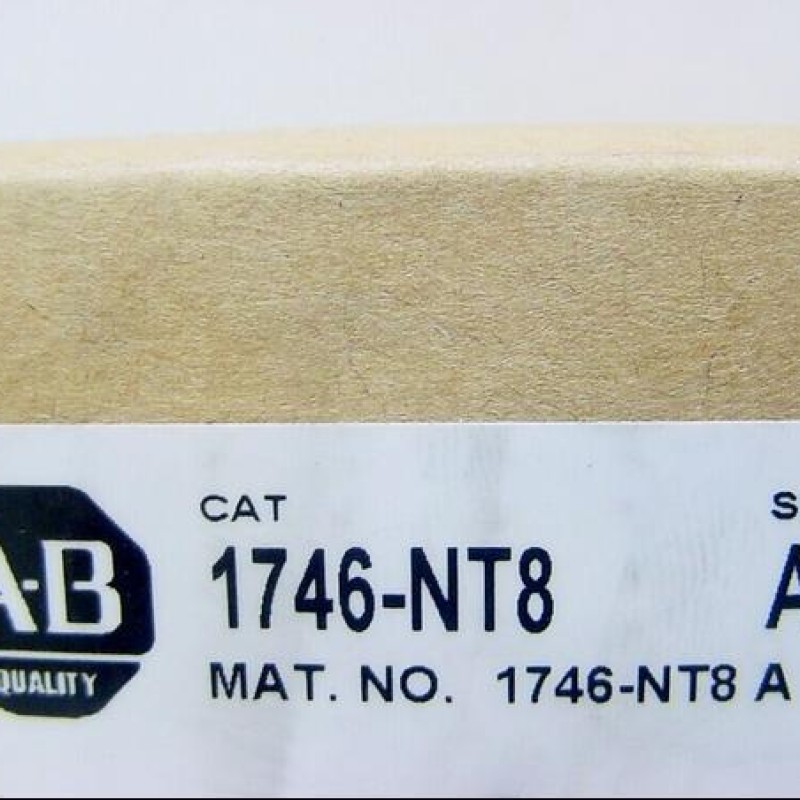 CAT
1746-NT8
A
MAT. NO. 1746-NT8 A
A-B
QUALITY